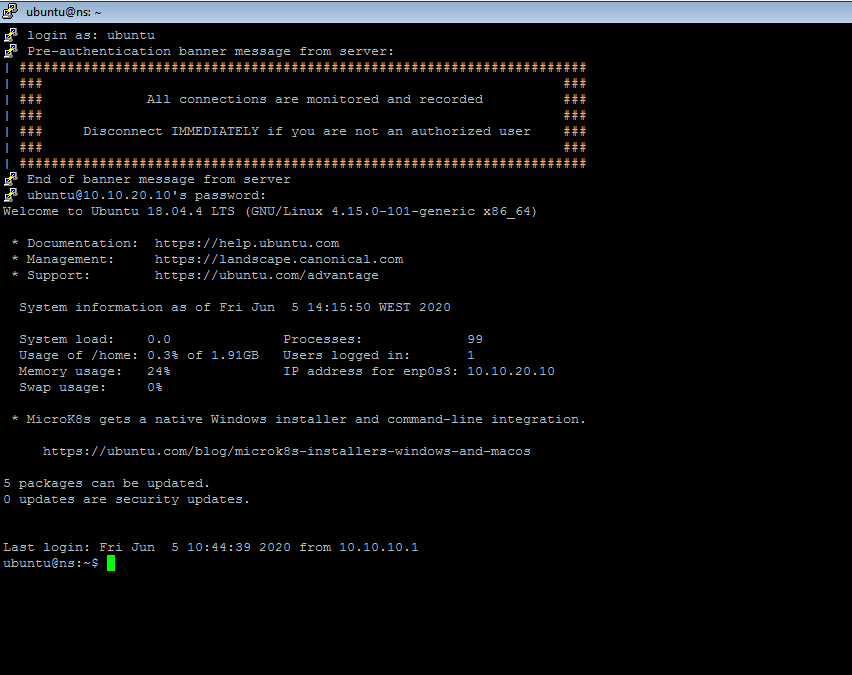 ubuntu@ns: ~
login as: ubuntu
Pre-authentication banner message from server:
| #######################################################################
| ###                                                                 ###
| ###             All connections are monitored and recorded          ###
| ###                                                                 ###
| ###     Disconnect IMMEDIATELY if you are not an authorized user    ###
| ###                                                                 ###
| #######################################################################
End of banner message from server
ubuntu@10.10.20.10's password:
Welcome to Ubuntu 18.04.4 LTS (GNU/Linux 4.15.0-101-generic x86_64)

 * Documentation:  https://help.ubuntu.com
 * Management:     https://landscape.canonical.com
 * Support:        https://ubuntu.com/advantage

  System information as of Fri Jun  5 14:15:50 WEST 2020

  System load:    0.0              Processes:             99
  Usage of /home: 0.3% of 1.91GB   Users logged in:       1
  Memory usage:   24%              IP address for enp0s3: 10.10.20.10
  Swap usage:     0%

 * MicroK8s gets a native Windows installer and command-line integration.

     https://ubuntu.com/blog/microk8s-installers-windows-and-macos

5 packages can be updated.
0 updates are security updates.


Last login: Fri Jun  5 10:44:39 2020 from 10.10.10.1
ubuntu@ns:~$